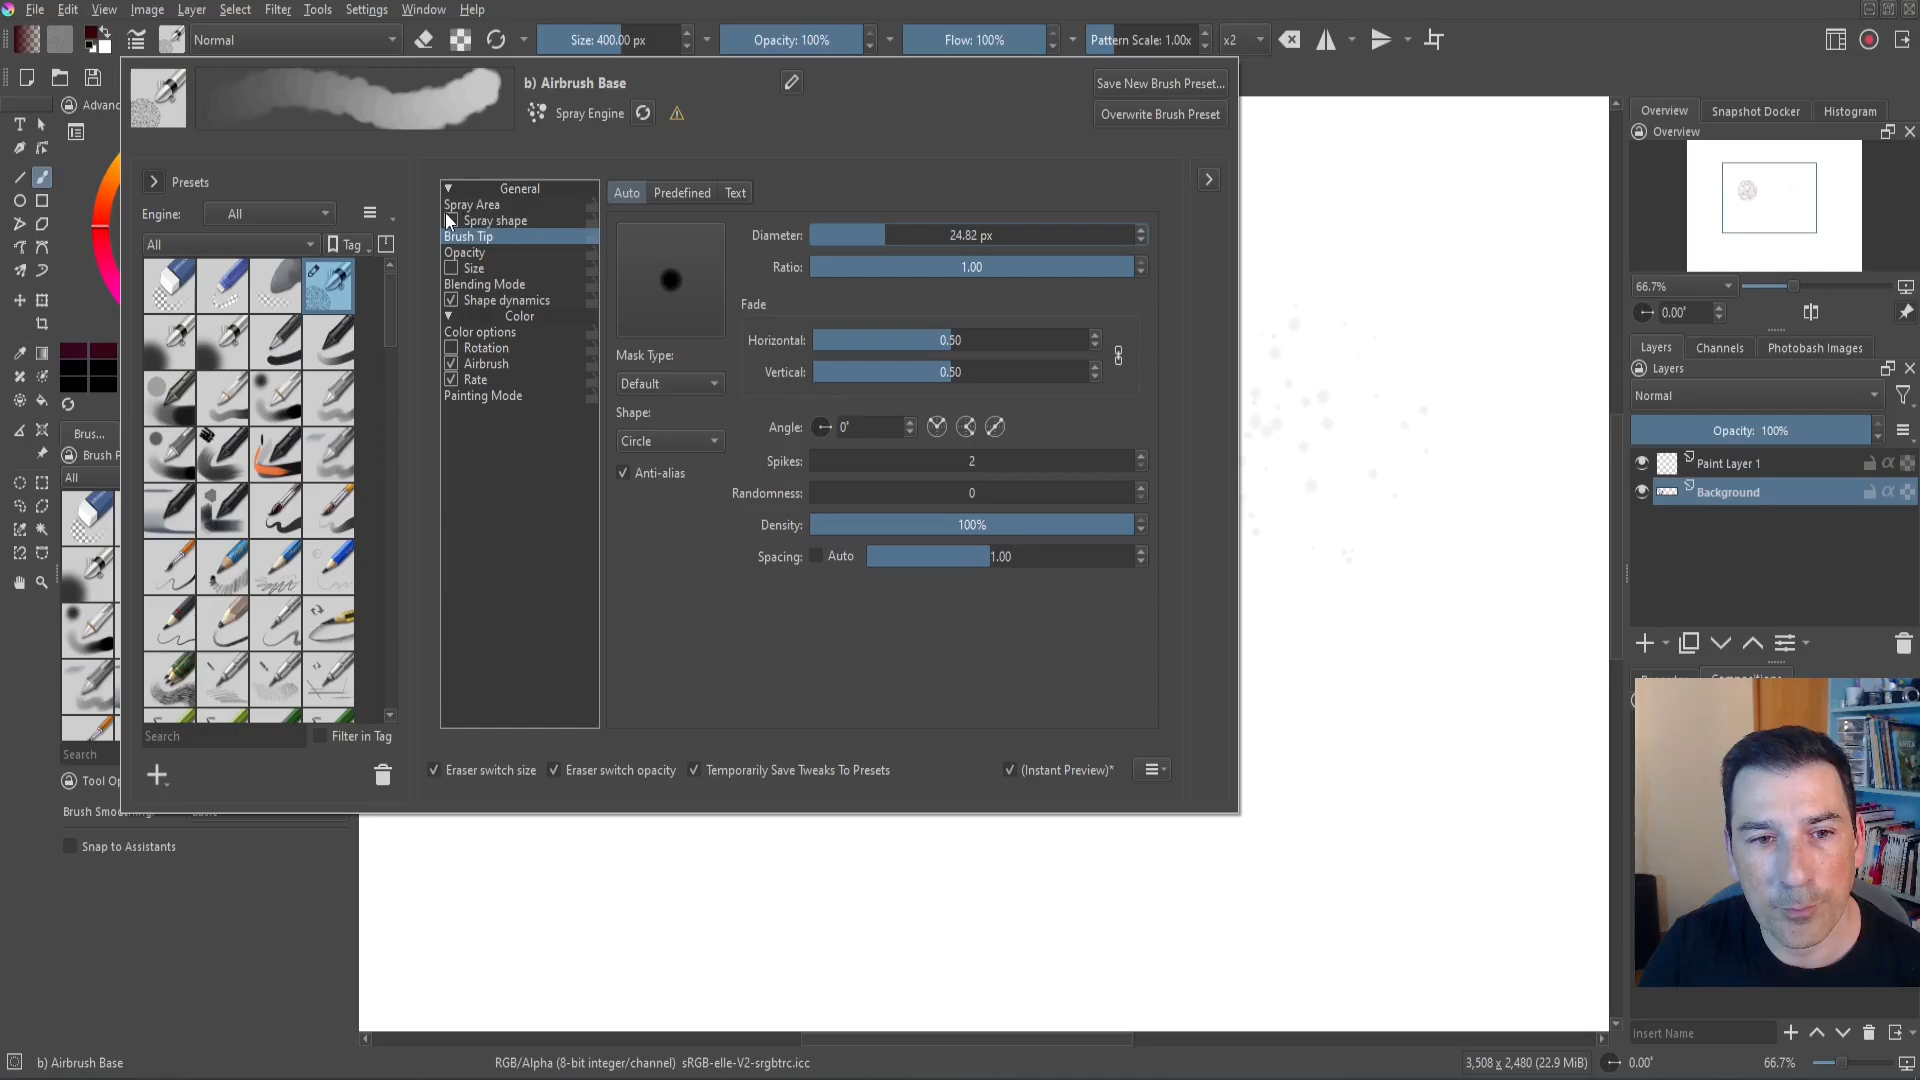 File Edit View Image Layer Select Filter Tools Settings Window Help
Normal Size: 400.00 px Opacity: 100% Flow: 100% Pattern Scale: 1.00x x2
b) Airbrush Base
Spray Engine
Save New Brush Preset...
Overwrite Brush Preset
Advanc
Presets
Engine: All
All Tag
Search
Filter in Tag
General
Spray Area
Spray shape
Brush Tip
Opacity
Size
Blending Mode
Shape dynamics
Color
Color options
Rotation
Airbrush
Rate
Painting Mode
Auto Predefined Text
Diameter: 24.82 px
Ratio: 1.00
Fade
Horizontal: 0.50
Vertical: 0.50
Mask Type:
Default
Shape:
Circle
Anti-alias
Angle: 0°
Spikes: 2
Randomness: 0
Density: 100%
Spacing: Auto 1.00
Eraser switch size Eraser switch opacity Temporarily Save Tweaks To Presets (Instant Preview)*
Brus...
Brush P
All
Search
Tool Op
Brush Smoothing:
Snap to Assistants
Overview Snapshot Docker Histogram
Overview
66.7%
0.00°
Layers Channels Photobash Images
Layers
Normal
Opacity: 100%
Paint Layer 1
Background
Insert Name
b) Airbrush Base RGB/Alpha (8-bit integer/channel) sRGB-elle-V2-srgbtrc.icc 3,508 x 2,480 (22.9 MiB) 0.00° 66.7%